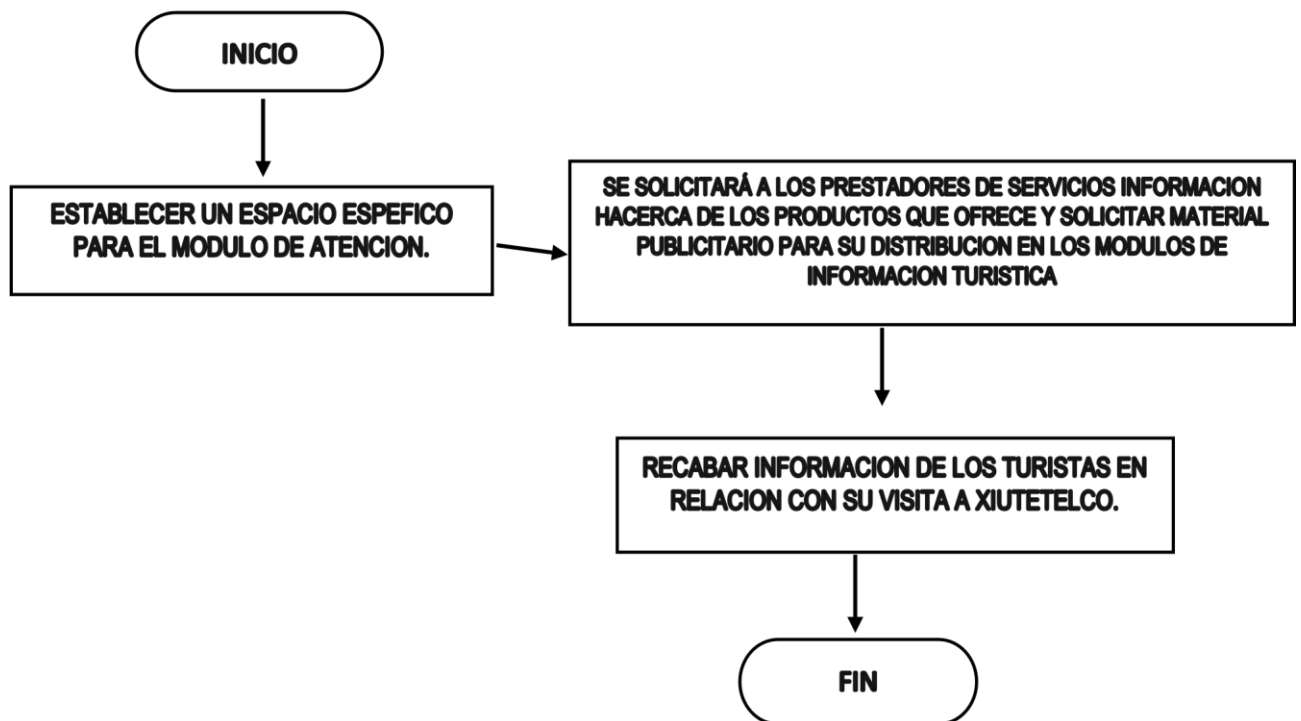 INICIO
ESTABLECER UN ESPACIO ESPEFICO
PARA EL MODULO DE ATENCION.
SE SOLICITARÁ A LOS PRESTADORES DE SERVICIOS INFORMACION
HACERCA DE LOS PRODUCTOS QUE OFRECE Y SOLICITAR MATERIAL
PUBLICITARIO PARA SU DISTRIBUCION EN LOS MODULOS DE
INFORMACION TURISTICA
RECABAR INFORMACION DE LOS TURISTAS EN
RELACION CON SU VISITA A XIUTETELCO.
FIN